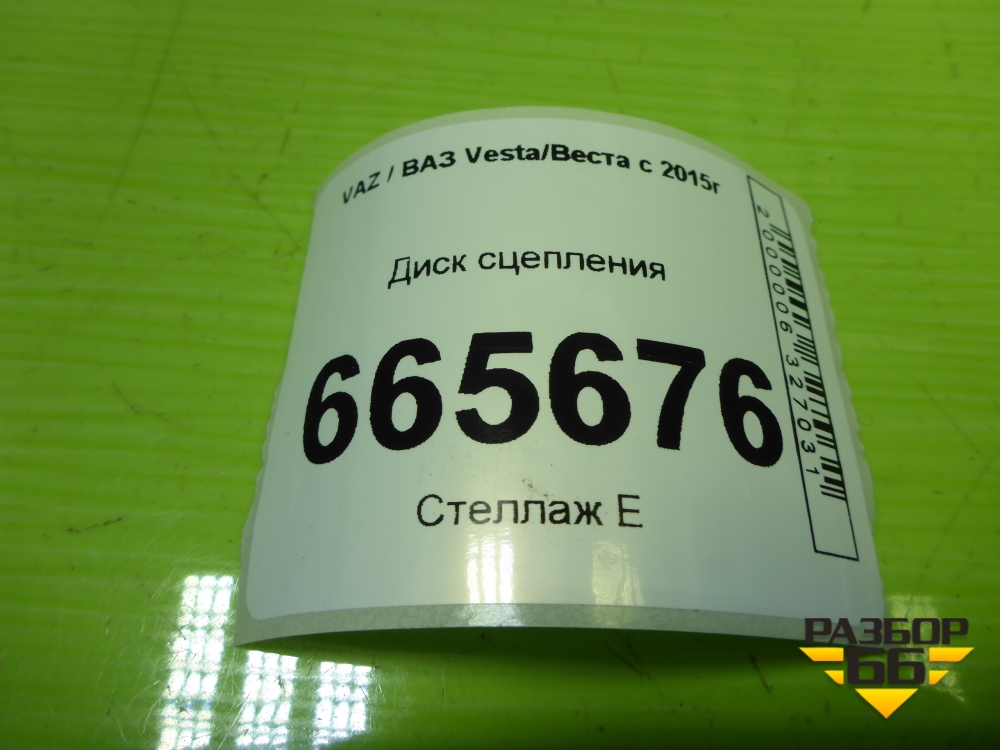 VAZ / ВАЗ Vesta/Веста с 2015г
Диск сцепления
665676
Стеллаж Е
2000006327031
РАЗБОР
66